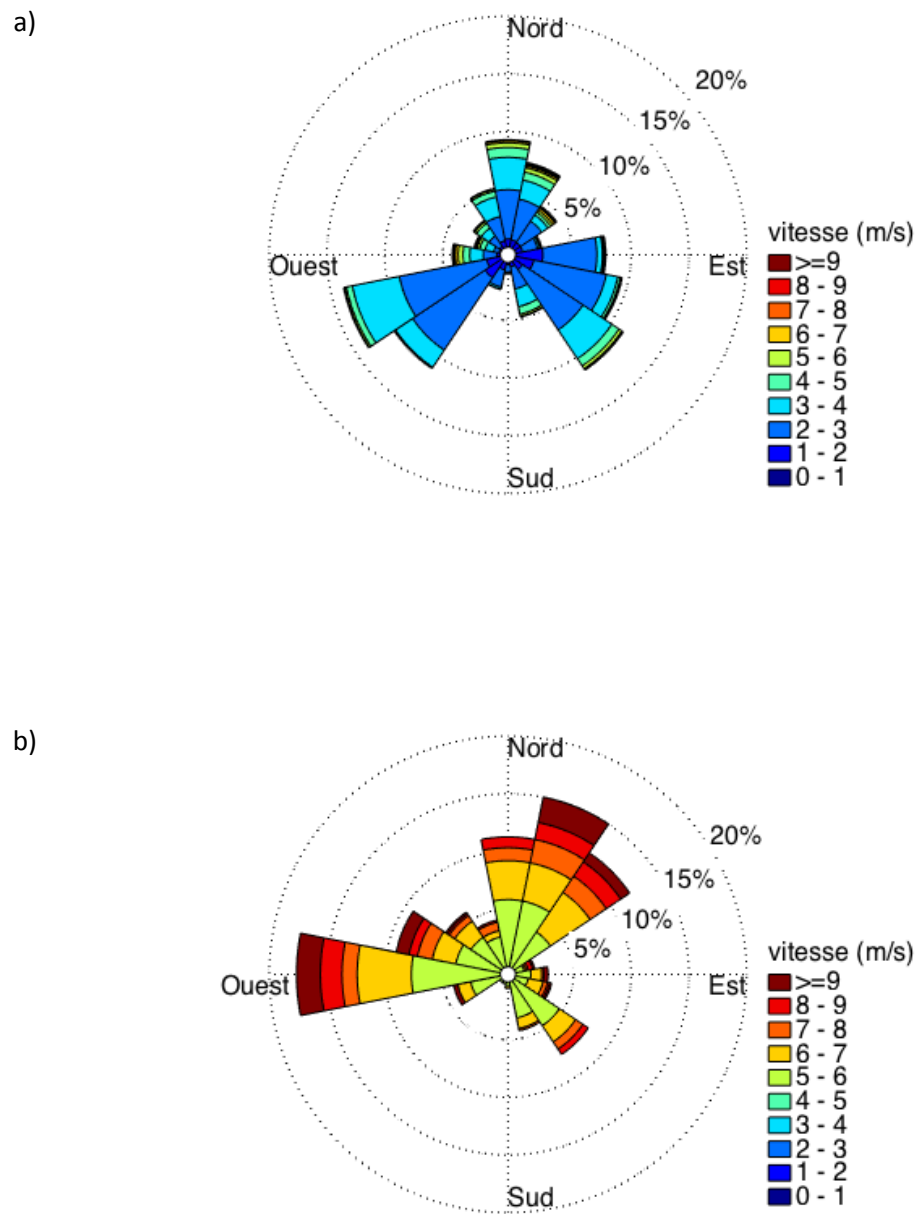 a)
Nord
20%
15%
10%
5%
Ouest
Est
Sud
vitesse (m/s)
>=9
8 - 9
7 - 8
6 - 7
5 - 6
4 - 5
3 - 4
2 - 3
1 - 2
0 - 1
b)
Nord
20%
15%
10%
5%
Ouest
Est
Sud
vitesse (m/s)
>=9
8 - 9
7 - 8
6 - 7
5 - 6
4 - 5
3 - 4
2 - 3
1 - 2
0 - 1